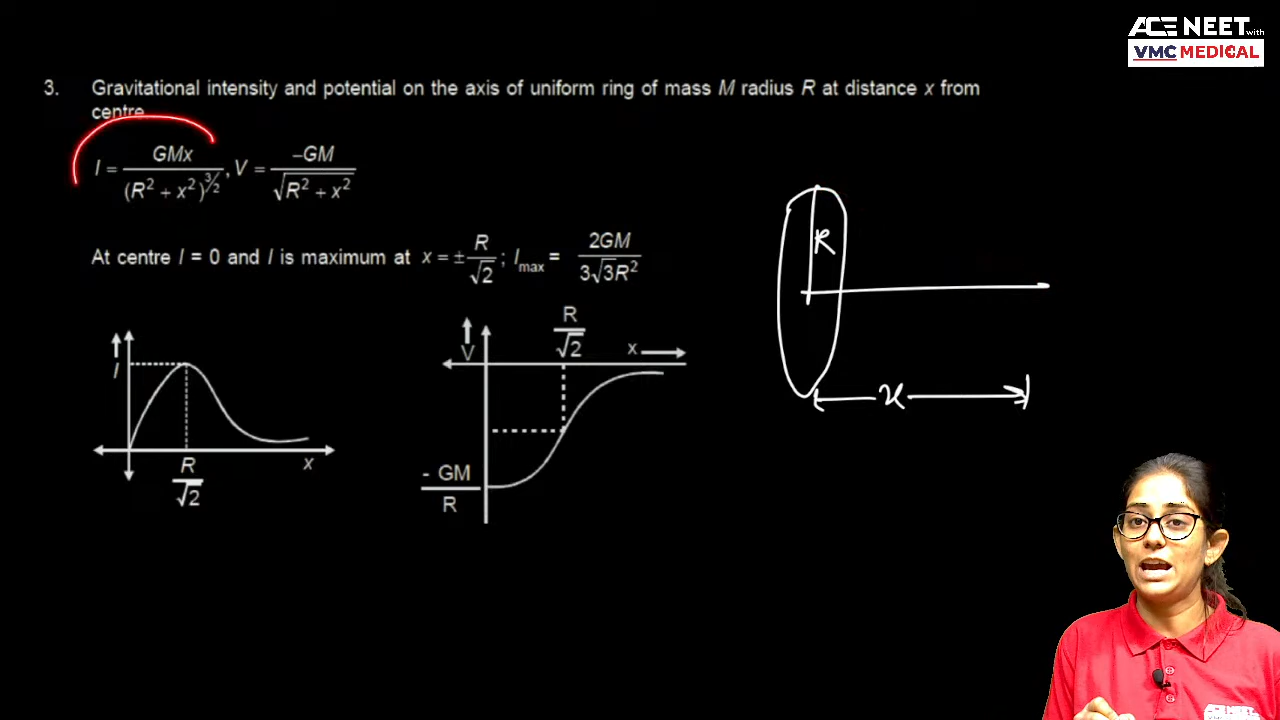 ACE NEET with
VMC MEDICAL
3. Gravitational intensity and potential on the axis of uniform ring of mass M radius R at distance x from
centre
I = GMx / (R² + x²)^3/2 , V = –GM / √(R² + x²)
At centre I = 0 and I is maximum at x = ± R/√2 ; I_max = 2GM / 3√3R²
I
R/√2
x
V
R/√2
x
- GM / R
R
x
ACE NEET